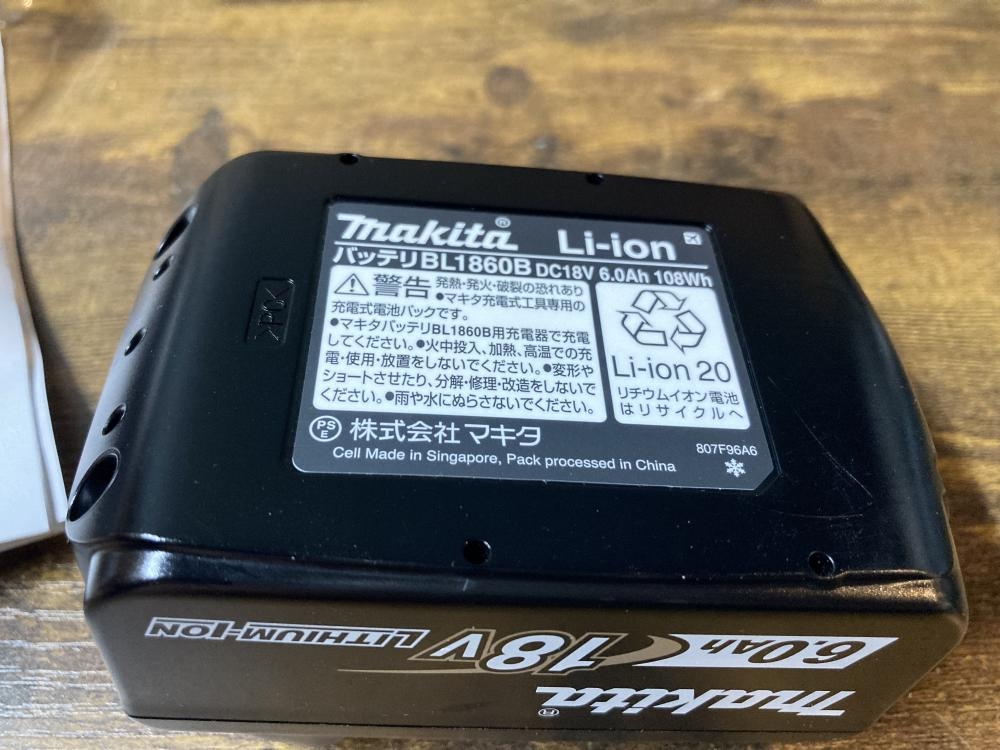 makita® Li-ion
バッテリBL1860B DC18V 6.0Ah 108Wh
警告 発熱・発火・破裂の恐れあり
●マキタ充電式工具専用の
充電式電池パックです。
●マキタバッテリBL1860B用充電器で充電
してください。●火中投入、加熱、高温での充
電・使用・放置をしないでください。●変形や
ショートさせたり、分解・修理・改造をしないで
ください。●雨や水にぬらさないでください。
Li-ion 20
リチウムイオン電池
はリサイクルへ
PS
E 株式会社 マキタ
807F96A6
Cell Made in Singapore, Pack processed in China
>PC<
makita®
6.0Ah 18V LITHIUM-ION